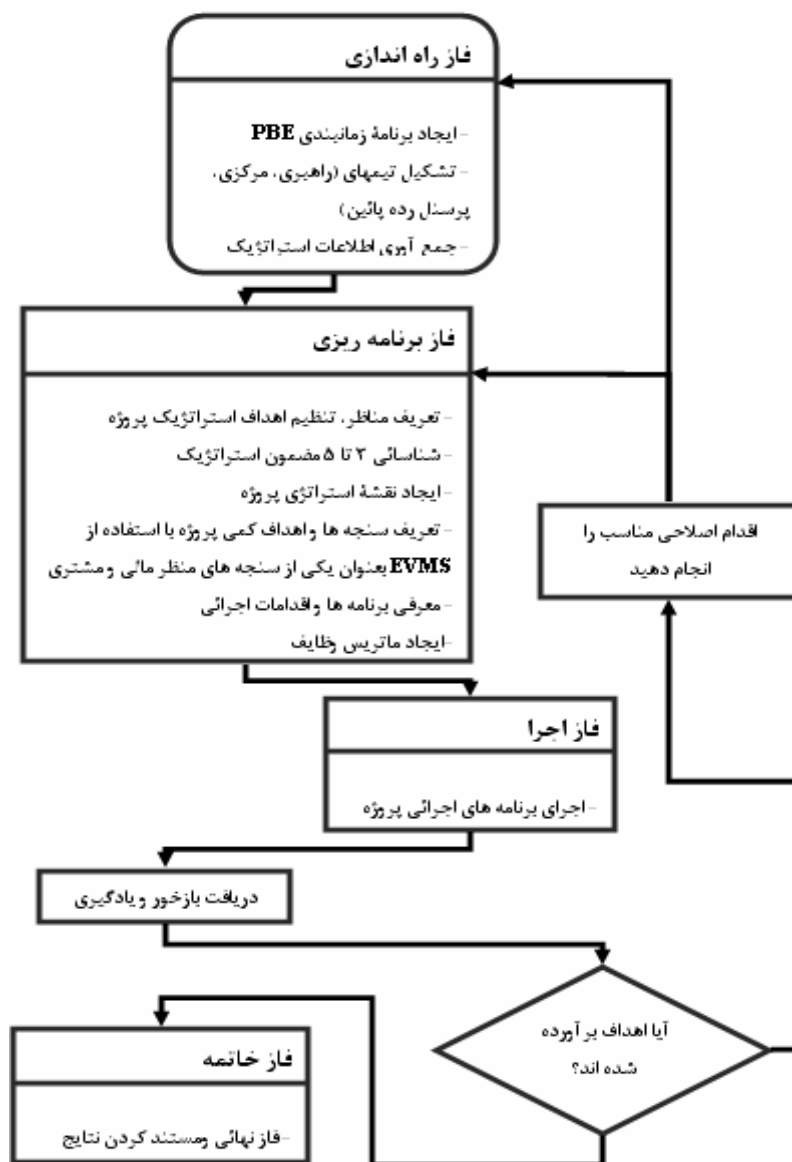 فاز راه اندازی
-ایجاد برنامهٔ زمانبندی PBE
-تشکیل تیمهای (راهبری، مرکزی،
پرسنل رده پائین)
-جمع آوری اطلاعات استراتژیک
فاز برنامه ریزی
-تعریف مناظر، تنظیم اهداف استراتژیک پروژه
-شناسائی ۳ تا ۵ مضمون استراتژیک
-ایجاد نقشهٔ استراتژی پروژه
-تعریف سنجه ها و اهداف کمی پروژه با استفاده از
EVMS بعنوان یکی از سنجه های منظر مالی و مشتری
-معرفی برنامه ها و اقدامات اجرائی
-ایجاد ماتریس وظایف
اقدام اصلاحی مناسب را
انجام دهید
فاز اجرا
-اجرای برنامه های اجرائی پروژه
دریافت بازخور و یادگیری
آیا اهداف بر آورده
شده اند؟
فاز خاتمه
-فاز نهائی ومستند کردن نتایج